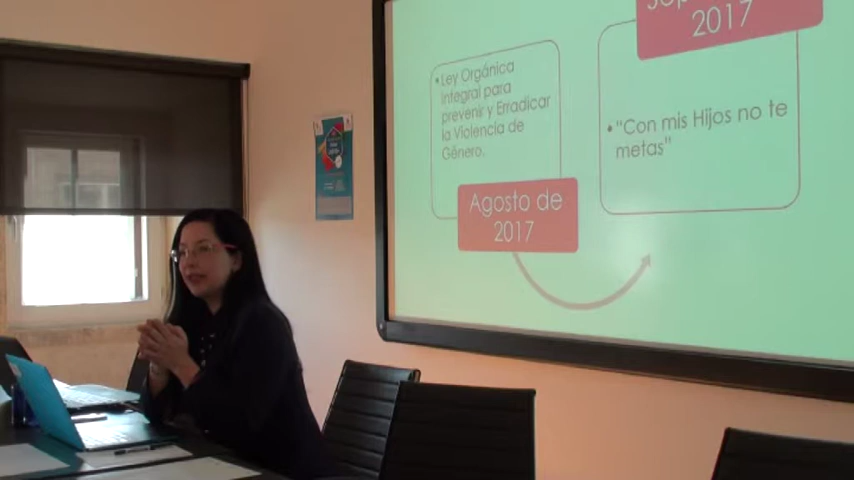 •Ley Orgánica
Integral para
prevenir y Erradicar
la Violencia de
Género.
Agosto de
2017
2017
•"Con mis Hijos no te
metas"